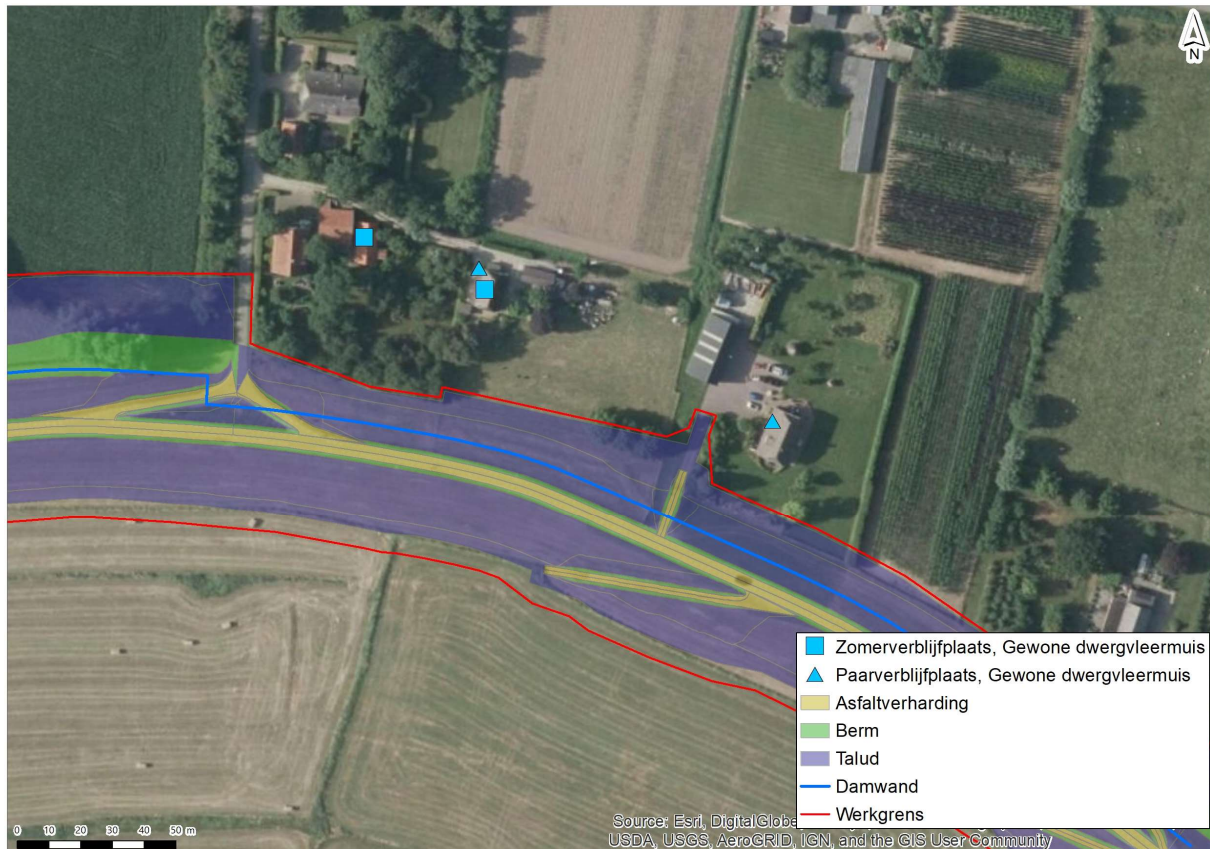 N
Zomerverblijfplaats, Gewone dwergvleermuis
Paarverblijfplaats, Gewone dwergvleermuis
Asfaltverharding
Berm
Talud
Damwand
Werkgrens
0 10 20 30 40 50 m
Source: Esri, DigitalGlobe
USDA, USGS, AeroGRID, IGN, and the GIS User Community